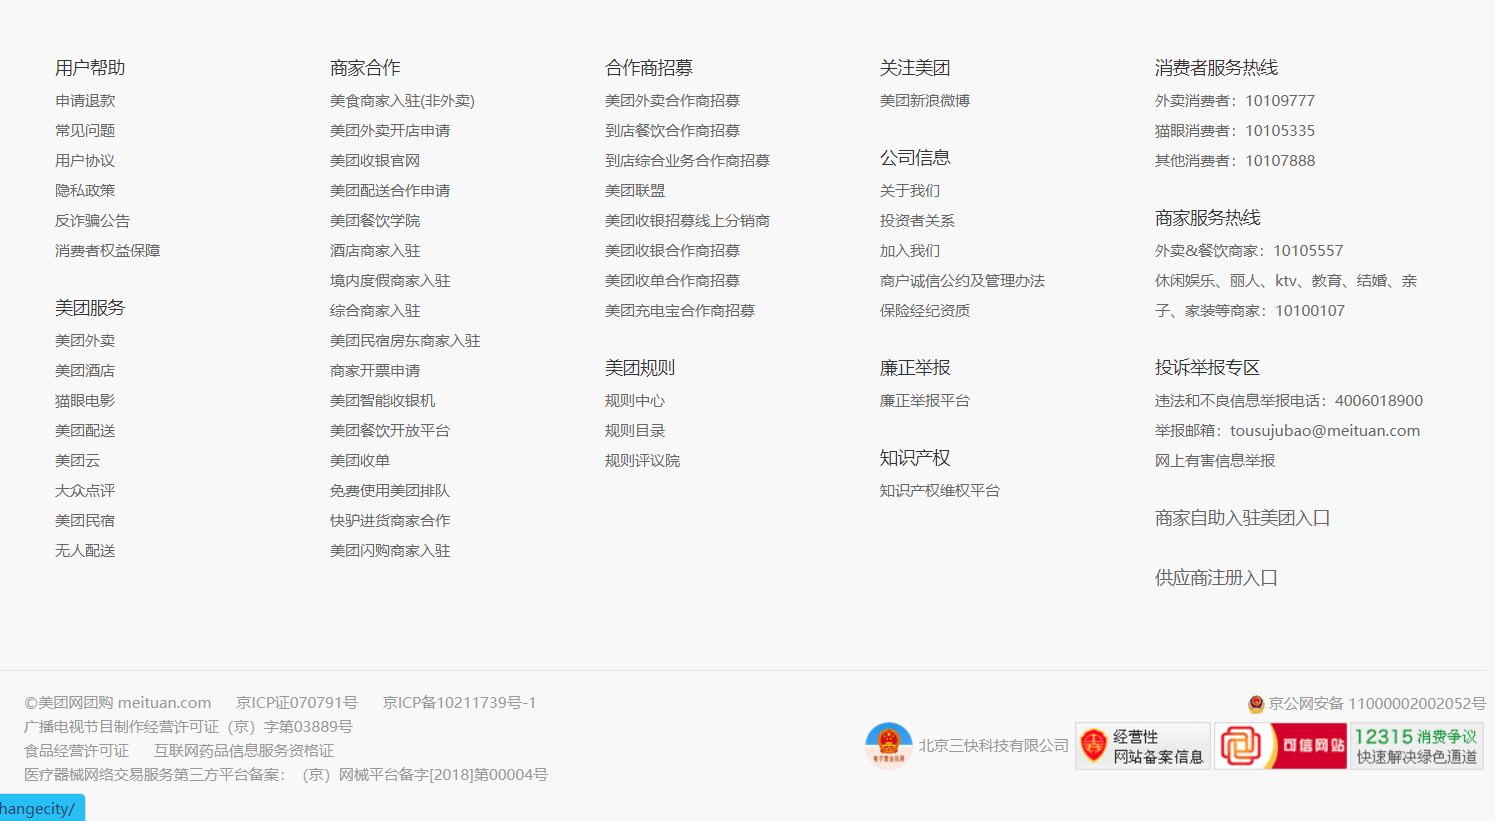 用户帮助
申请退款
常见问题
用户协议
隐私政策
反诈骗公告
消费者权益保障
美团服务
美团外卖
美团酒店
猫眼电影
美团配送
美团云
大众点评
美团民宿
无人配送
商家合作
美食商家入驻(非外卖)
美团外卖开店申请
美团收银官网
美团配送合作申请
美团餐饮学院
酒店商家入驻
境内度假商家入驻
综合商家入驻
美团民宿房东商家入驻
商家开票申请
美团智能收银机
美团餐饮开放平台
美团收单
免费使用美团排队
快驴进货商家合作
美团闪购商家入驻
合作商招募
美团外卖合作商招募
到店餐饮合作商招募
到店综合业务合作商招募
美团联盟
美团收银招募线上分销商
美团收银合作商招募
美团收单合作商招募
美团充电宝合作商招募
美团规则
规则中心
规则目录
规则评议院
关注美团
美团新浪微博
公司信息
关于我们
投资者关系
加入我们
商户诚信公约及管理办法
保险经纪资质
廉正举报
廉正举报平台
知识产权
知识产权维权平台
消费者服务热线
外卖消费者：10109777
猫眼消费者：10105335
其他消费者：10107888
商家服务热线
外卖&餐饮商家：10105557
休闲娱乐、丽人、ktv、教育、结婚、亲
子、家装等商家：10100107
投诉举报专区
违法和不良信息举报电话：4006018900
举报邮箱：tousujubao@meituan.com
网上有害信息举报
商家自助入驻美团入口
供应商注册入口
©美团网团购 meituan.com 京ICP证070791号 京ICP备10211739号-1
广播电视节目制作经营许可证（京）字第03889号
食品经营许可证 互联网药品信息服务资格证
医疗器械网络交易服务第三方平台备案：（京）网械平台备字[2018]第00004号
京公网安备 11000002002052号
电子营业执照
北京三快科技有限公司
经营性
网站备案信息
可信网站
12315 消费争议
快速解决绿色通道
hangecity/